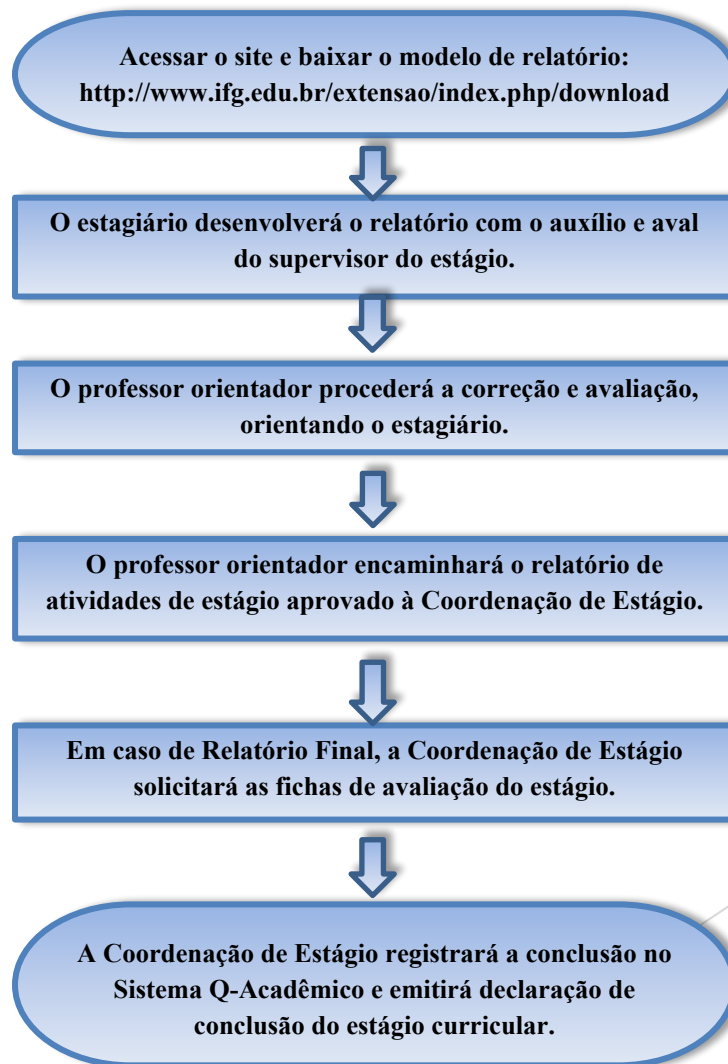 Acessar o site e baixar o modelo de relatório:
http://www.ifg.edu.br/extensao/index.php/download
O estagiário desenvolverá o relatório com o auxílio e aval
do supervisor do estágio.
O professor orientador procederá a correção e avaliação,
orientando o estagiário.
O professor orientador encaminhará o relatório de
atividades de estágio aprovado à Coordenação de Estágio.
Em caso de Relatório Final, a Coordenação de Estágio
solicitará as fichas de avaliação do estágio.
A Coordenação de Estágio registrará a conclusão no
Sistema Q-Acadêmico e emitirá declaração de
conclusão do estágio curricular.